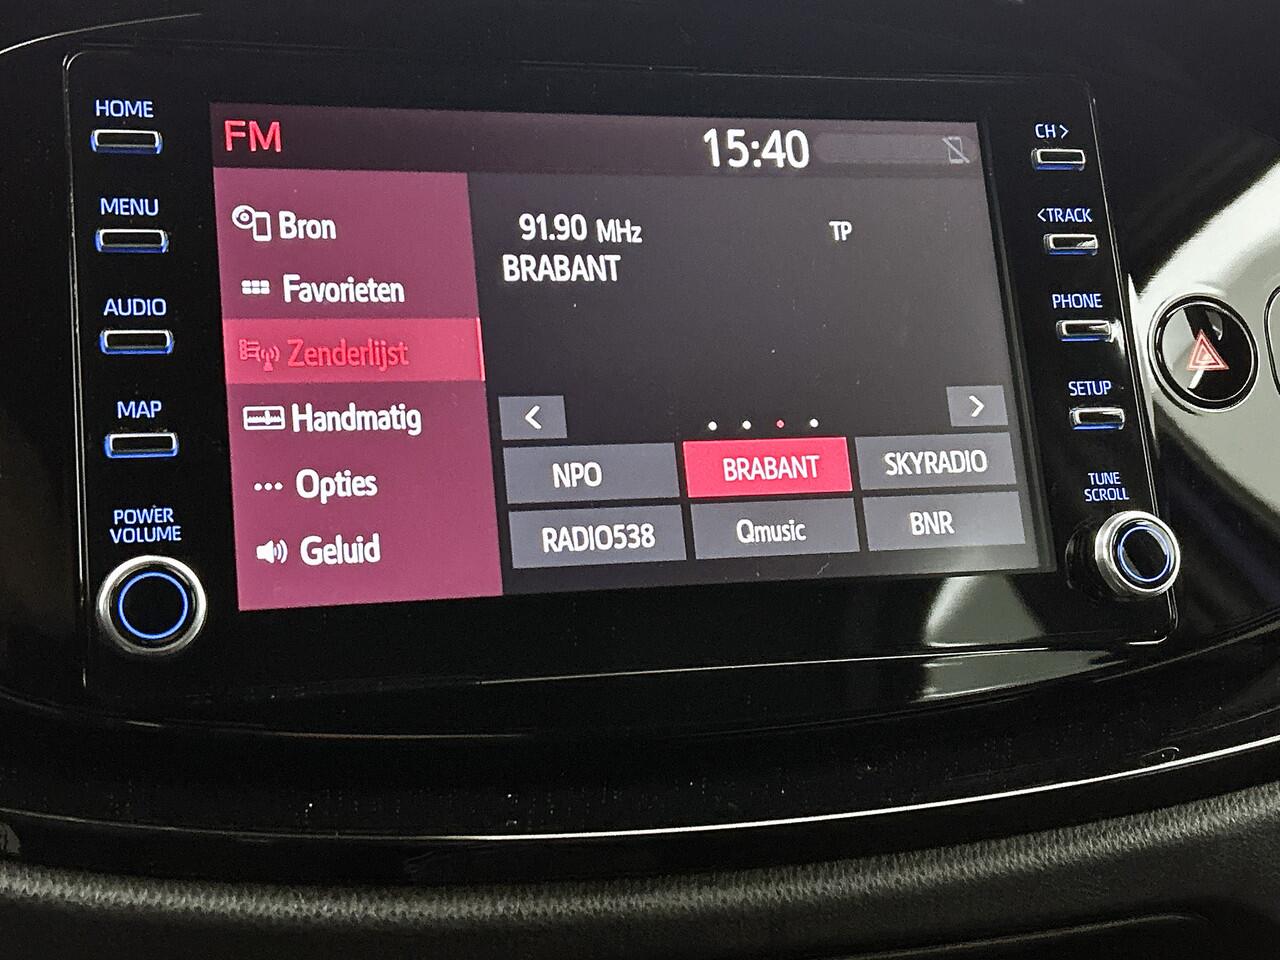 HOME
MENU
AUDIO
MAP
POWER
VOLUME
FM
15:40
Bron
Favorieten
Zenderlijst
Handmatig
Opties
Geluid
91.90 MHz
TP
BRABANT
<
>
NPO
BRABANT
SKYRADIO
RADIO538
Qmusic
BNR
CH>
<TRACK
PHONE
SETUP
TUNE
SCROLL